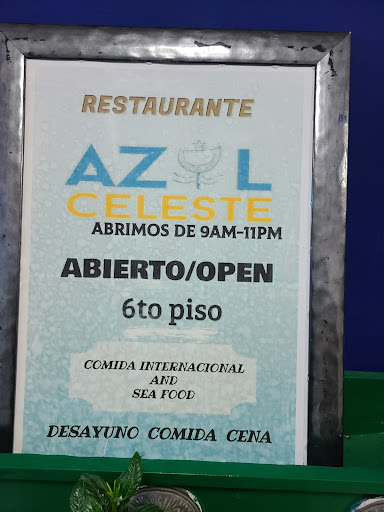 RESTAURANTE
AZUL
CELESTE
ABRIMOS DE 9AM-11PM
ABIERTO/OPEN
6to piso
COMIDA INTERNACIONAL
AND
SEA FOOD
DESAYUNO COMIDA CENA